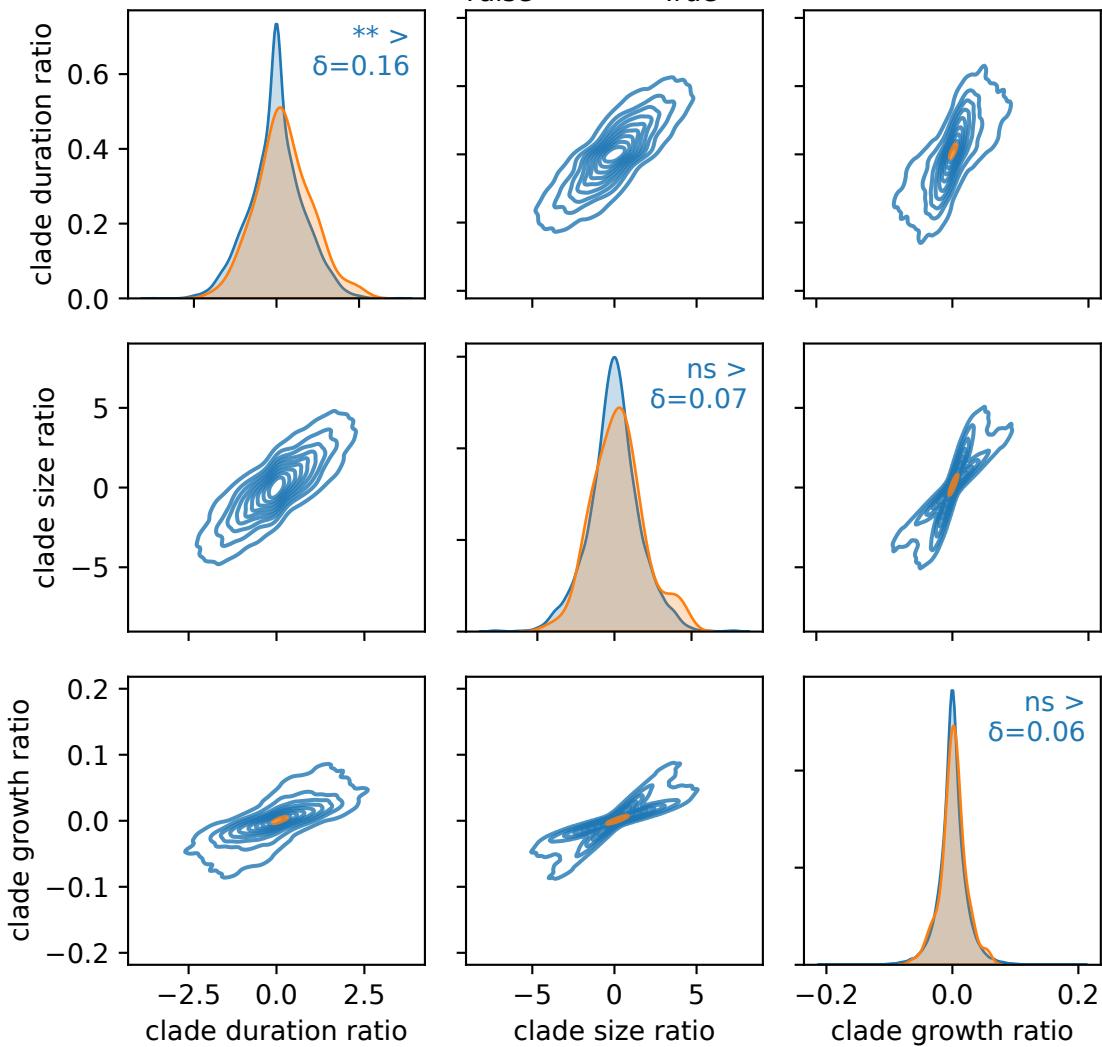 clade duration ratio
0.6
0.4
0.2
0.0
** >
δ=0.16
clade size ratio
5
0
−5
ns >
δ=0.07
clade growth ratio
0.2
0.1
0.0
−0.1
−0.2
ns >
δ=0.06
−2.5 0.0 2.5
−5 0 5
−0.2 0.0 0.2
clade duration ratio
clade size ratio
clade growth ratio